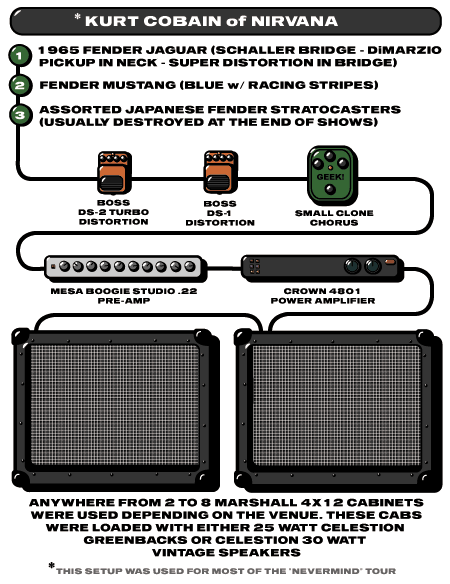 * KURT COBAIN of NIRVANA
1 1965 FENDER JAGUAR (SCHALLER BRIDGE - DiMARZIO
PICKUP IN NECK - SUPER DISTORTION IN BRIDGE)
2 FENDER MUSTANG (BLUE w/ RACING STRIPES)
3 ASSORTED JAPANESE FENDER STRATOCASTERS
(USUALLY DESTROYED AT THE END OF SHOWS)
GEEK!
BOSS
DS-2 TURBO
DISTORTION
BOSS
DS-1
DISTORTION
SMALL CLONE
CHORUS
MESA BOOGIE STUDIO .22
PRE-AMP
CROWN 4801
POWER AMPLIFIER
ANYWHERE FROM 2 TO 8 MARSHALL 4X12 CABINETS
WERE USED DEPENDING ON THE VENUE. THESE CABS
WERE LOADED WITH EITHER 25 WATT CELESTION
GREENBACKS OR CELESTION 30 WATT
VINTAGE SPEAKERS
* THIS SETUP WAS USED FOR MOST OF THE 'NEVERMIND' TOUR